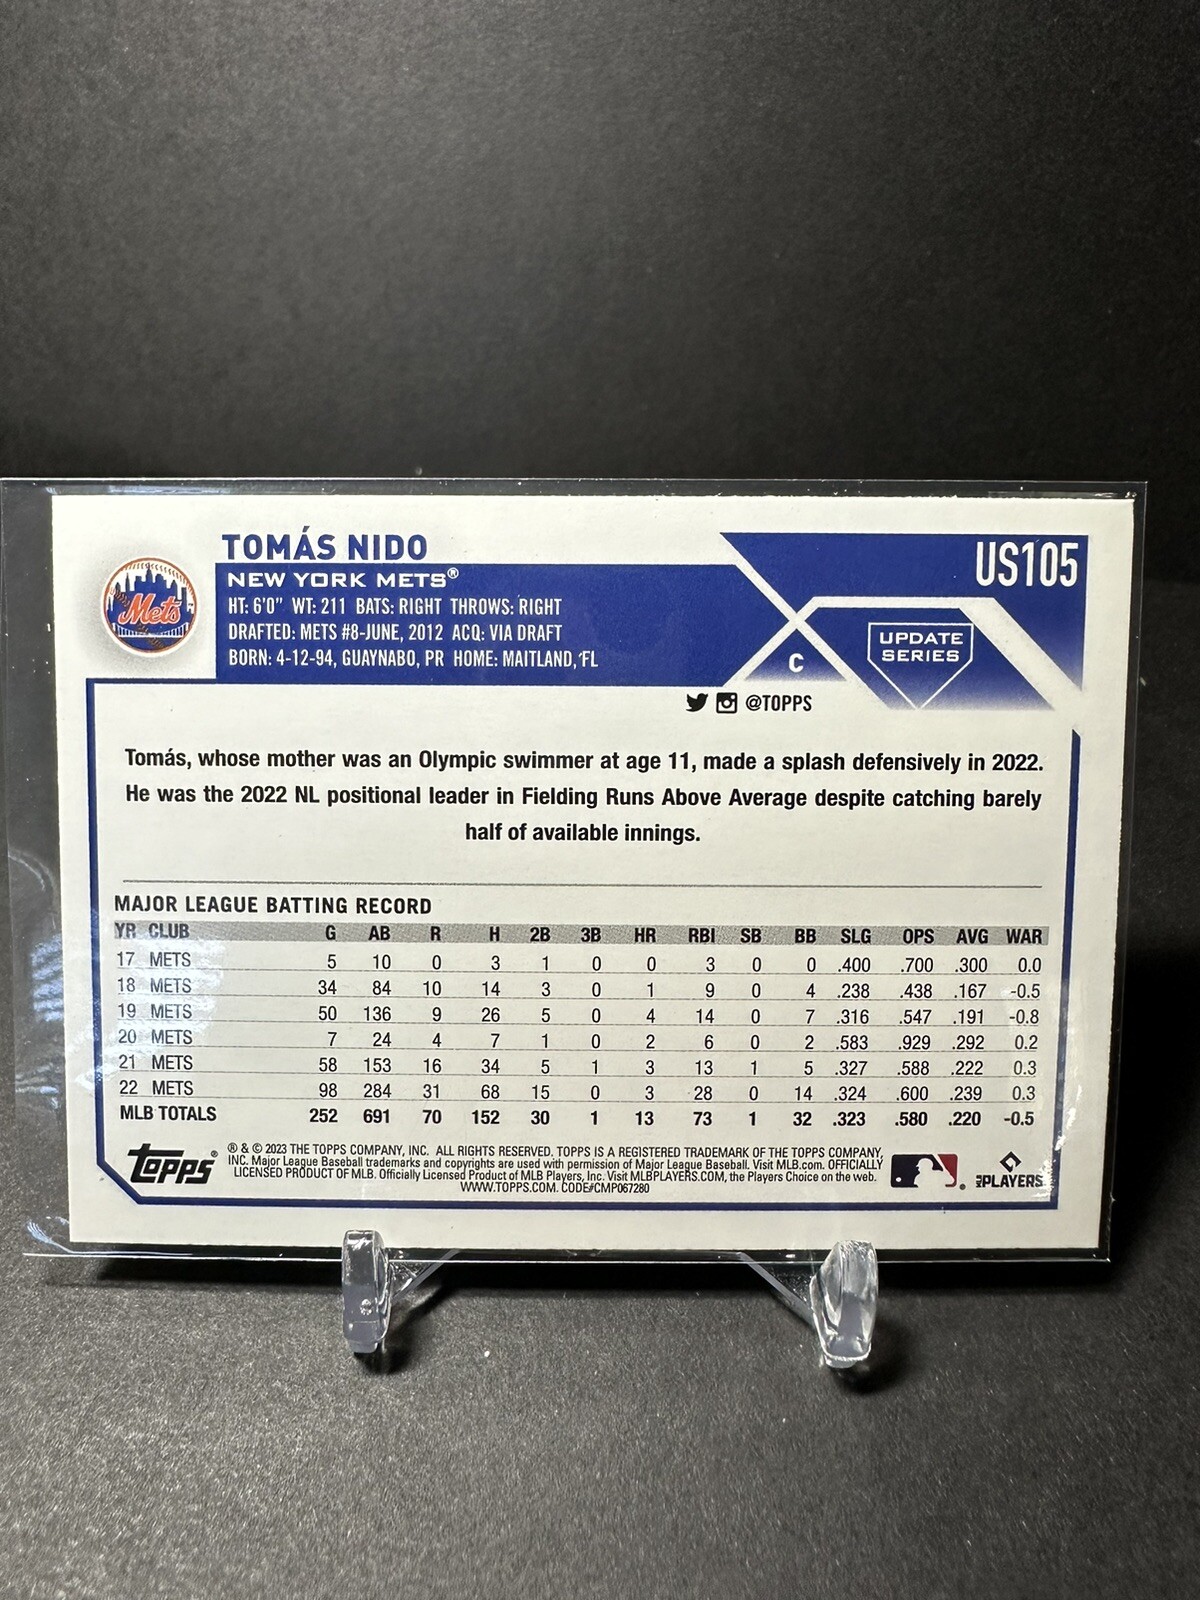 TOMÁS NIDO
US105
Mets
NEW YORK METS®
HT: 6'0" WT: 211 BATS: RIGHT THROWS: RIGHT
DRAFTED: METS #8-JUNE, 2012 ACQ: VIA DRAFT
BORN: 4-12-94, GUAYNABO, PR HOME: MAITLAND, FL
C
UPDATE
SERIES
@TOPPS
Tomás, whose mother was an Olympic swimmer at age 11, made a splash defensively in 2022.
He was the 2022 NL positional leader in Fielding Runs Above Average despite catching barely
half of available innings.
MAJOR LEAGUE BATTING RECORD
YR CLUB G AB R H 2B 3B HR RBI SB BB SLG OPS AVG WAR
17 METS 5 10 0 3 1 0 0 3 0 0 .400 .700 .300 0.0
18 METS 34 84 10 14 3 0 1 9 0 4 .238 .438 .167 -0.5
19 METS 50 136 9 26 5 0 4 14 0 7 .316 .547 .191 -0.8
20 METS 7 24 4 7 1 0 2 6 0 2 .583 .929 .292 0.2
21 METS 58 153 16 34 5 1 3 13 1 5 .327 .588 .222 0.3
22 METS 98 284 31 68 15 0 3 28 0 14 .324 .600 .239 0.3
MLB TOTALS 252 691 70 152 30 1 13 73 1 32 .323 .580 .220 -0.5
Topps®
® & © 2023 THE TOPPS COMPANY, INC. ALL RIGHTS RESERVED. TOPPS IS A REGISTERED TRADEMARK OF THE TOPPS COMPANY,
INC. Major League Baseball trademarks and copyrights are used with permission of Major League Baseball. Visit MLB.com. OFFICIALLY
LICENSED PRODUCT OF MLB. Officially Licensed Product of MLB Players, Inc. Visit MLBPLAYERS.COM, the Players Choice on the web.
WWW.TOPPS.COM. CODE#CMP067280
MLB PLAYERS